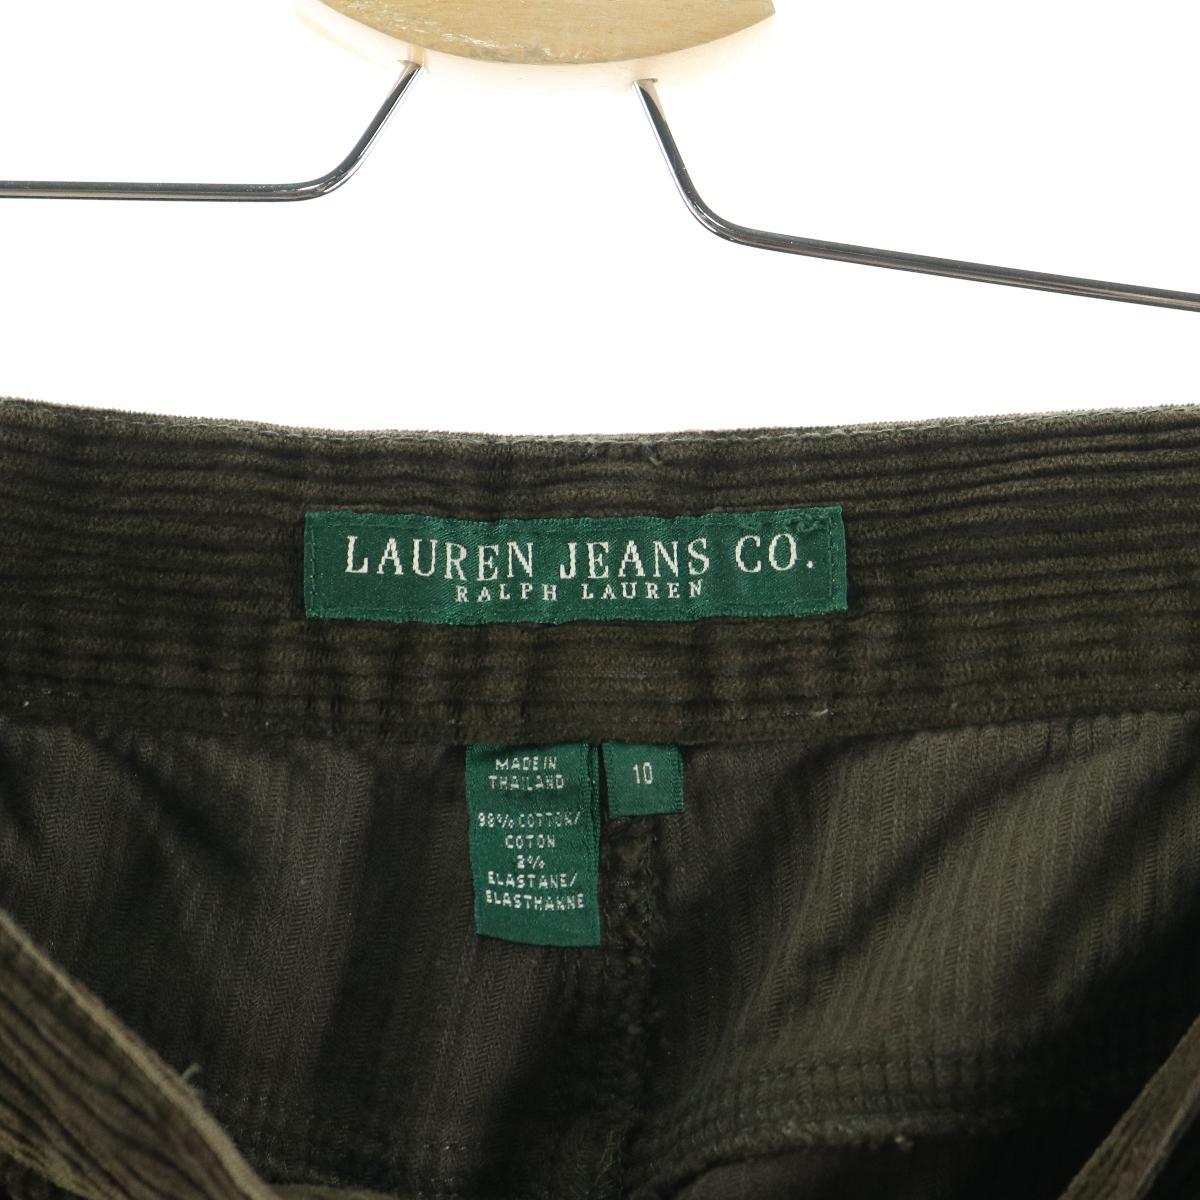 LAUREN JEANS CO.
RALPH LAUREN
MADE IN
THAILAND
98% COTTON/
COTON
2%
ELASTANE/
ELASTHANNE
10